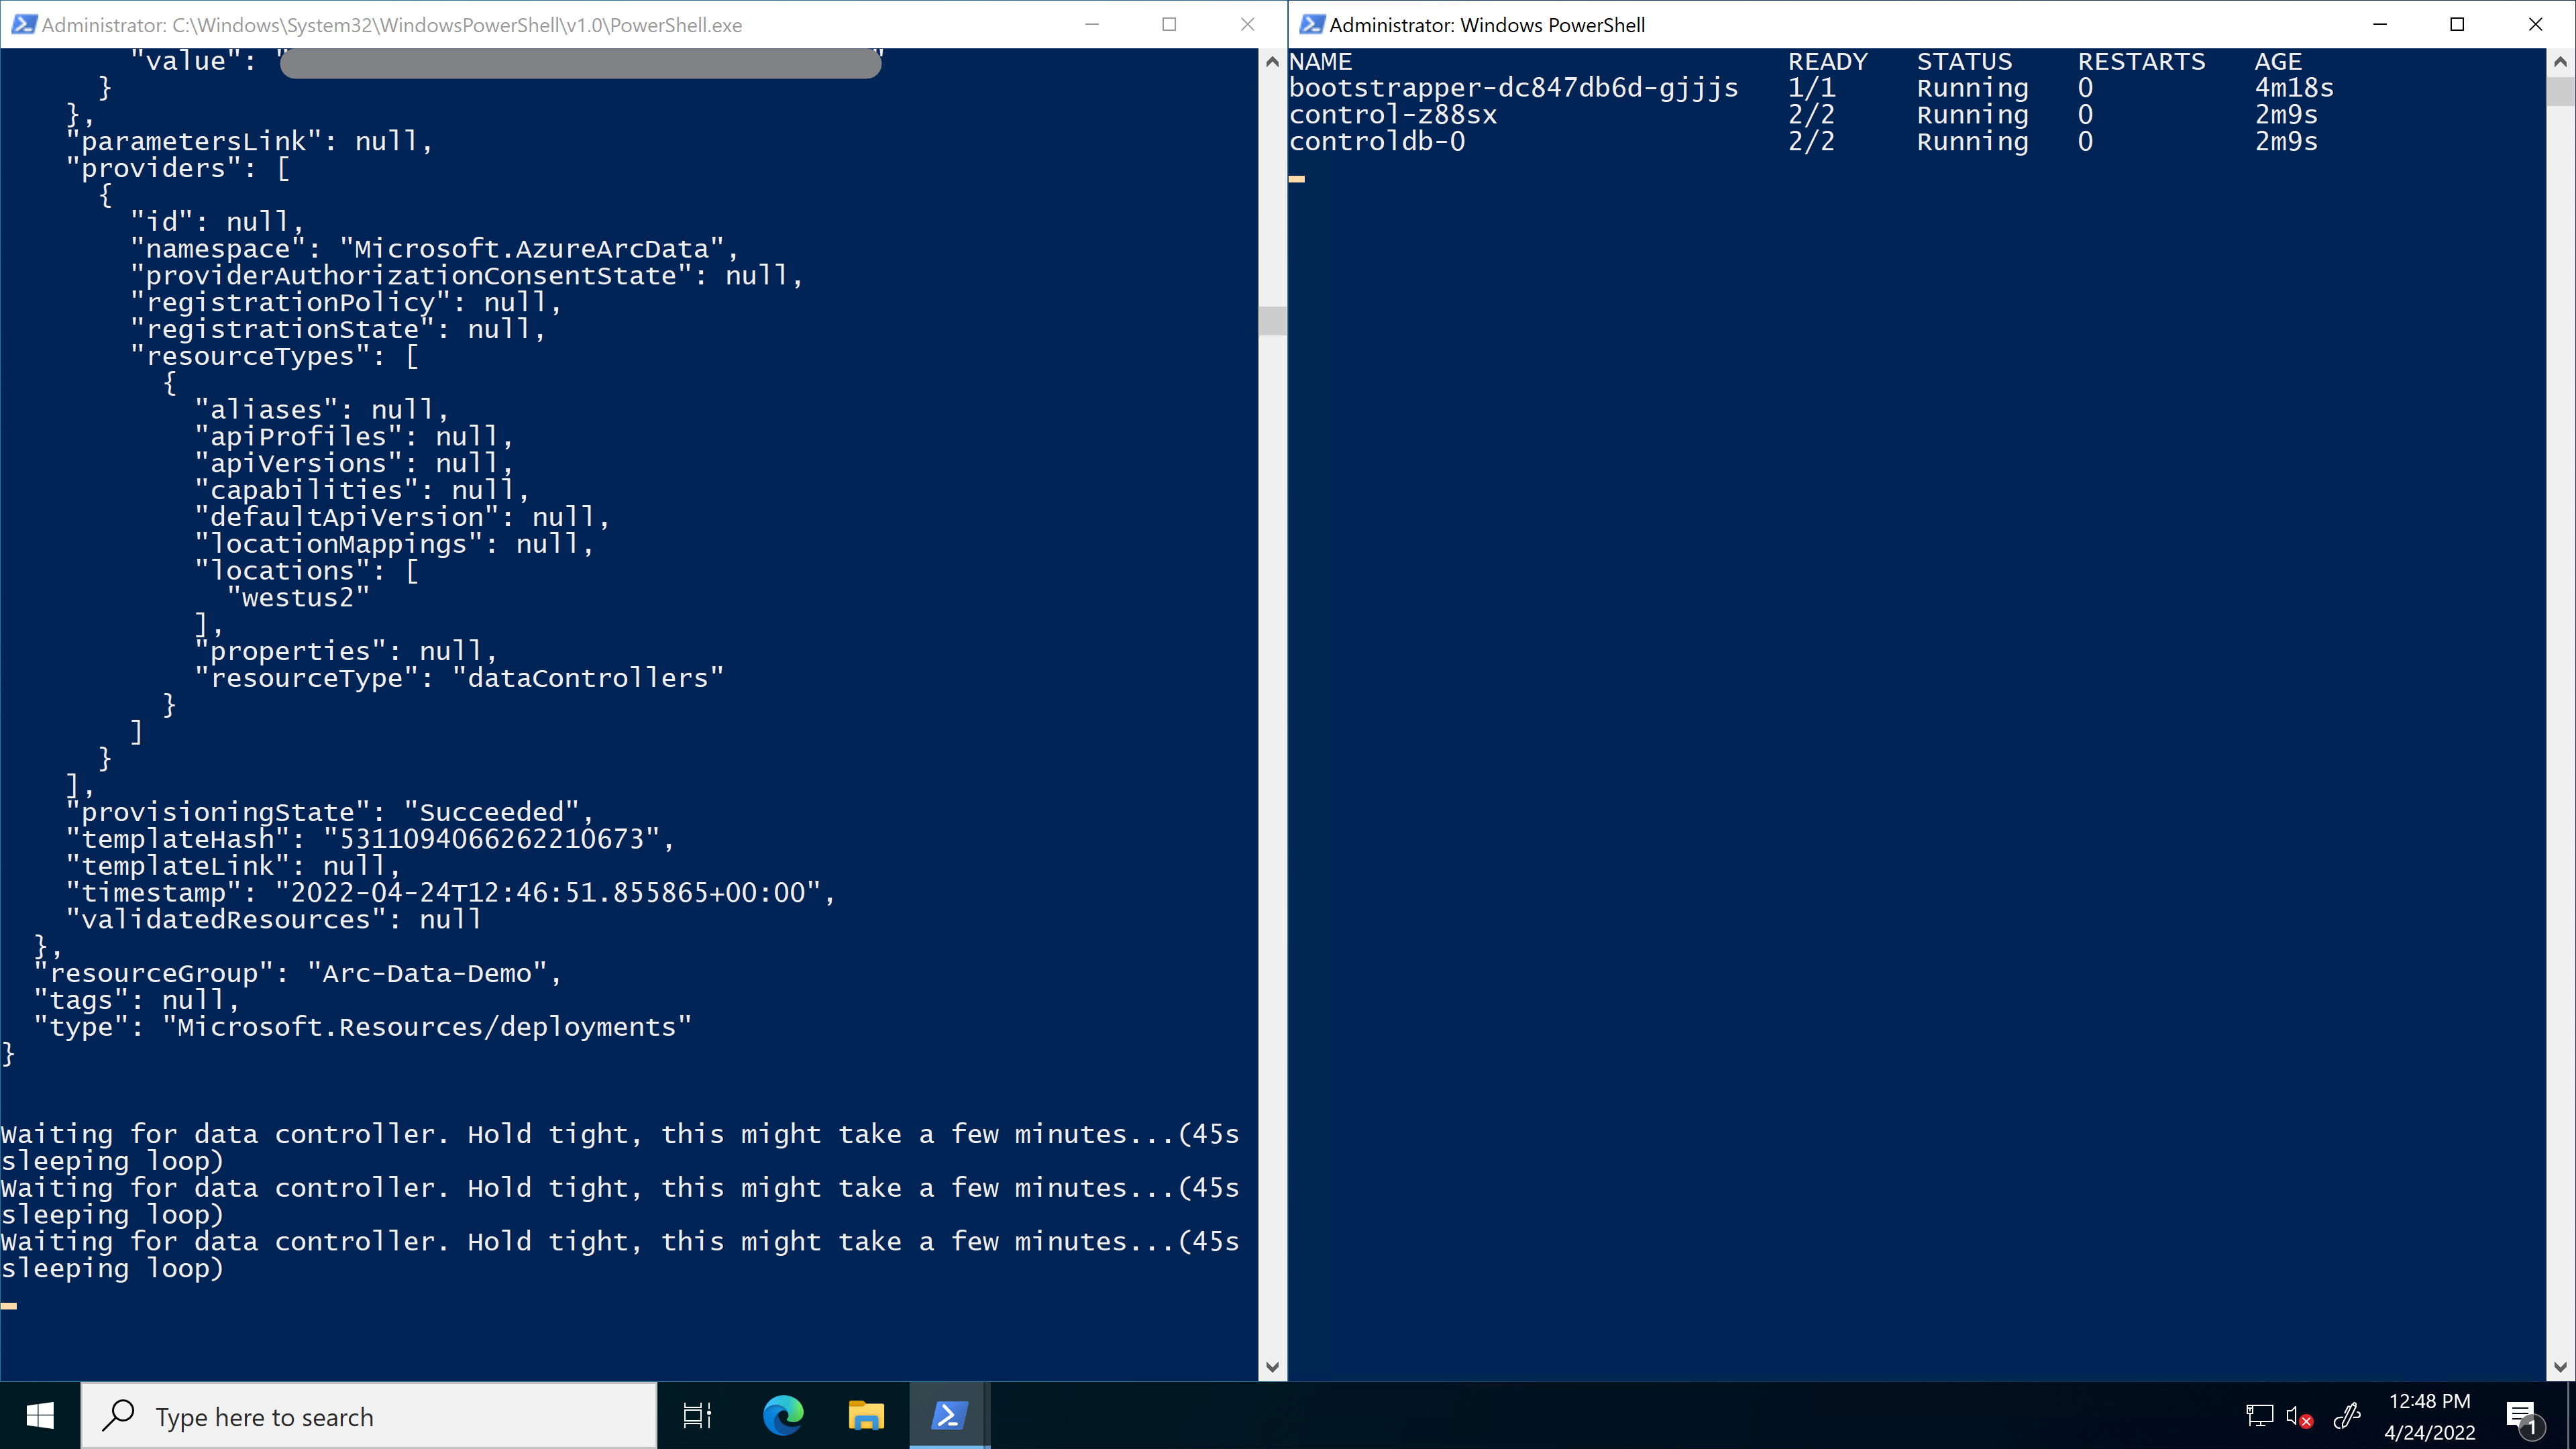 Administrator: C:\Windows\System32\WindowsPowerShell\v1.0\PowerShell.exe
"value": " "
}
},
"parametersLink": null,
"providers": [
{
"id": null,
"namespace": "Microsoft.AzureArcData",
"providerAuthorizationConsentState": null,
"registrationPolicy": null,
"registrationState": null,
"resourceTypes": [
{
"aliases": null,
"apiProfiles": null,
"apiVersions": null,
"capabilities": null,
"defaultApiVersion": null,
"locationMappings": null,
"locations": [
"westus2"
],
"properties": null,
"resourceType": "dataControllers"
}
]
}
],
"provisioningState": "Succeeded",
"templateHash": "5311094066262210673",
"templateLink": null,
"timestamp": "2022-04-24T12:46:51.855865+00:00",
"validatedResources": null
},
"resourceGroup": "Arc-Data-Demo",
"tags": null,
"type": "Microsoft.Resources/deployments"
}
Waiting for data controller. Hold tight, this might take a few minutes...(45s
sleeping loop)
Waiting for data controller. Hold tight, this might take a few minutes...(45s
sleeping loop)
Waiting for data controller. Hold tight, this might take a few minutes...(45s
sleeping loop)
Administrator: Windows PowerShell
NAME READY STATUS RESTARTS AGE
bootstrapper-dc847db6d-gjjjs 1/1 Running 0 4m18s
control-z88sx 2/2 Running 0 2m9s
controldb-0 2/2 Running 0 2m9s
Type here to search
12:48 PM
4/24/2022
1